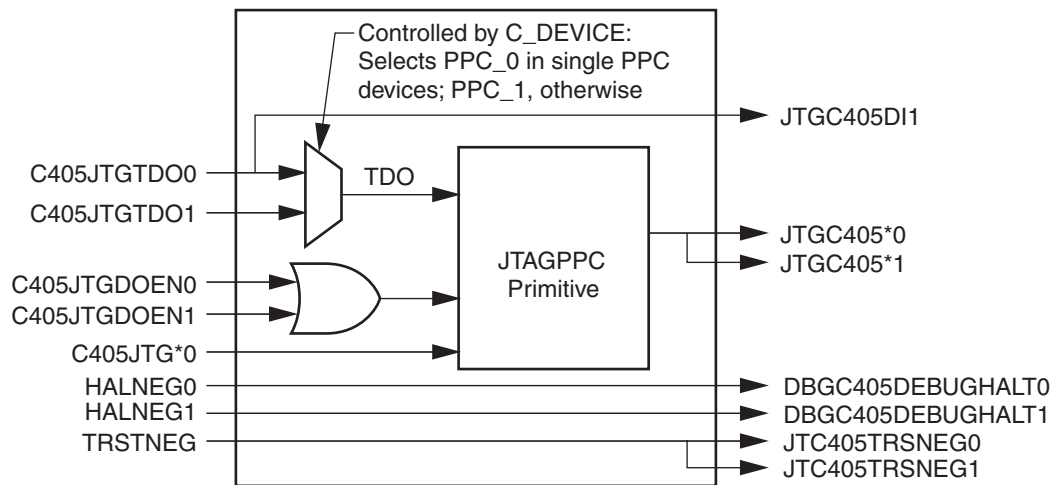 Controlled by C_DEVICE:
Selects PPC_0 in single PPC
devices; PPC_1, otherwise
JTGC405DI1
C405JTGTDO0
TDO
C405JTGTDO1
JTGC405*0
JTAGPPC
Primitive
JTGC405*1
C405JTGDOEN0
C405JTGDOEN1
C405JTG*0
HALNEG0
DBGC405DEBUGHALT0
HALNEG1
DBGC405DEBUGHALT1
TRSTNEG
JTC405TRSNEG0
JTC405TRSNEG1